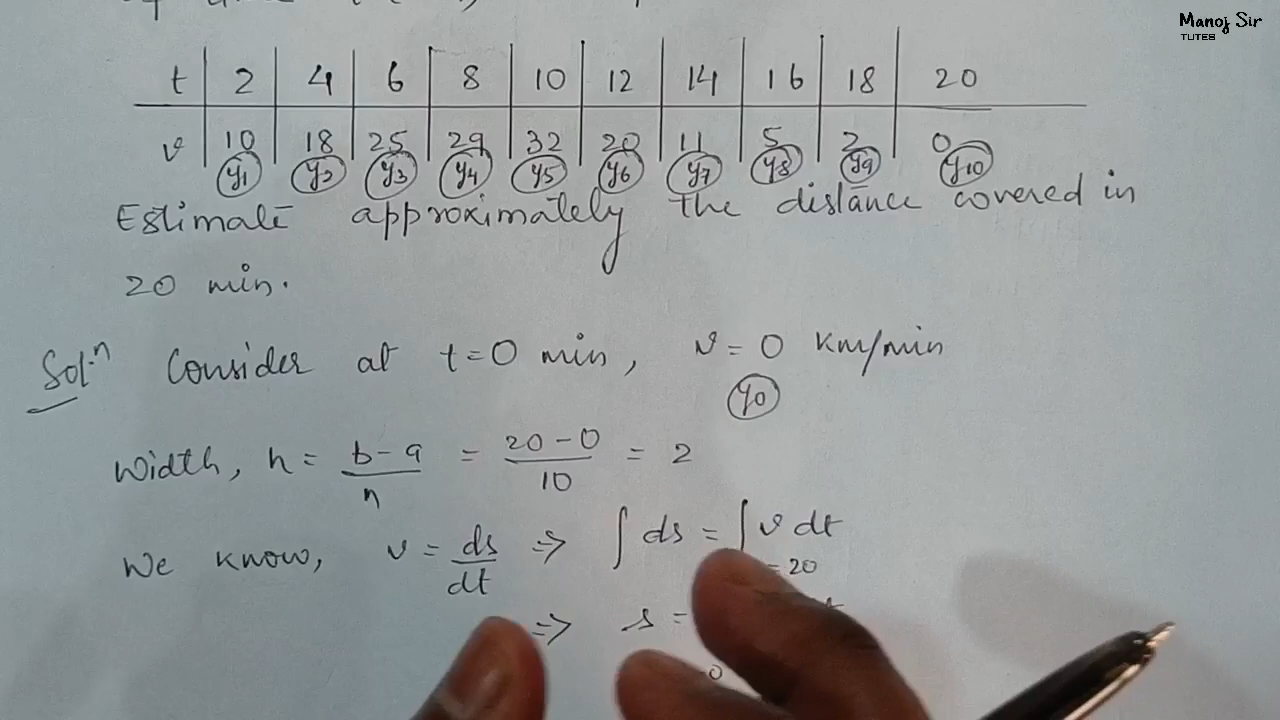 Manoj Sir
TUTES
t 2 4 6 8 10 12 14 16 18 20
v 10 18 25 29 32 20 11 5 2 0
y1 y2 y3 y4 y5 y6 y7 y8 y9 y10
Estimate approximately the distance covered in
20 min.
Sol.n Consider at t=0 min, v=0 km/min
y0
Width, h = b-a/n = 20-0/10 = 2
We know, v = ds/dt => ∫ds = ∫v dt
=20
=> s =
0